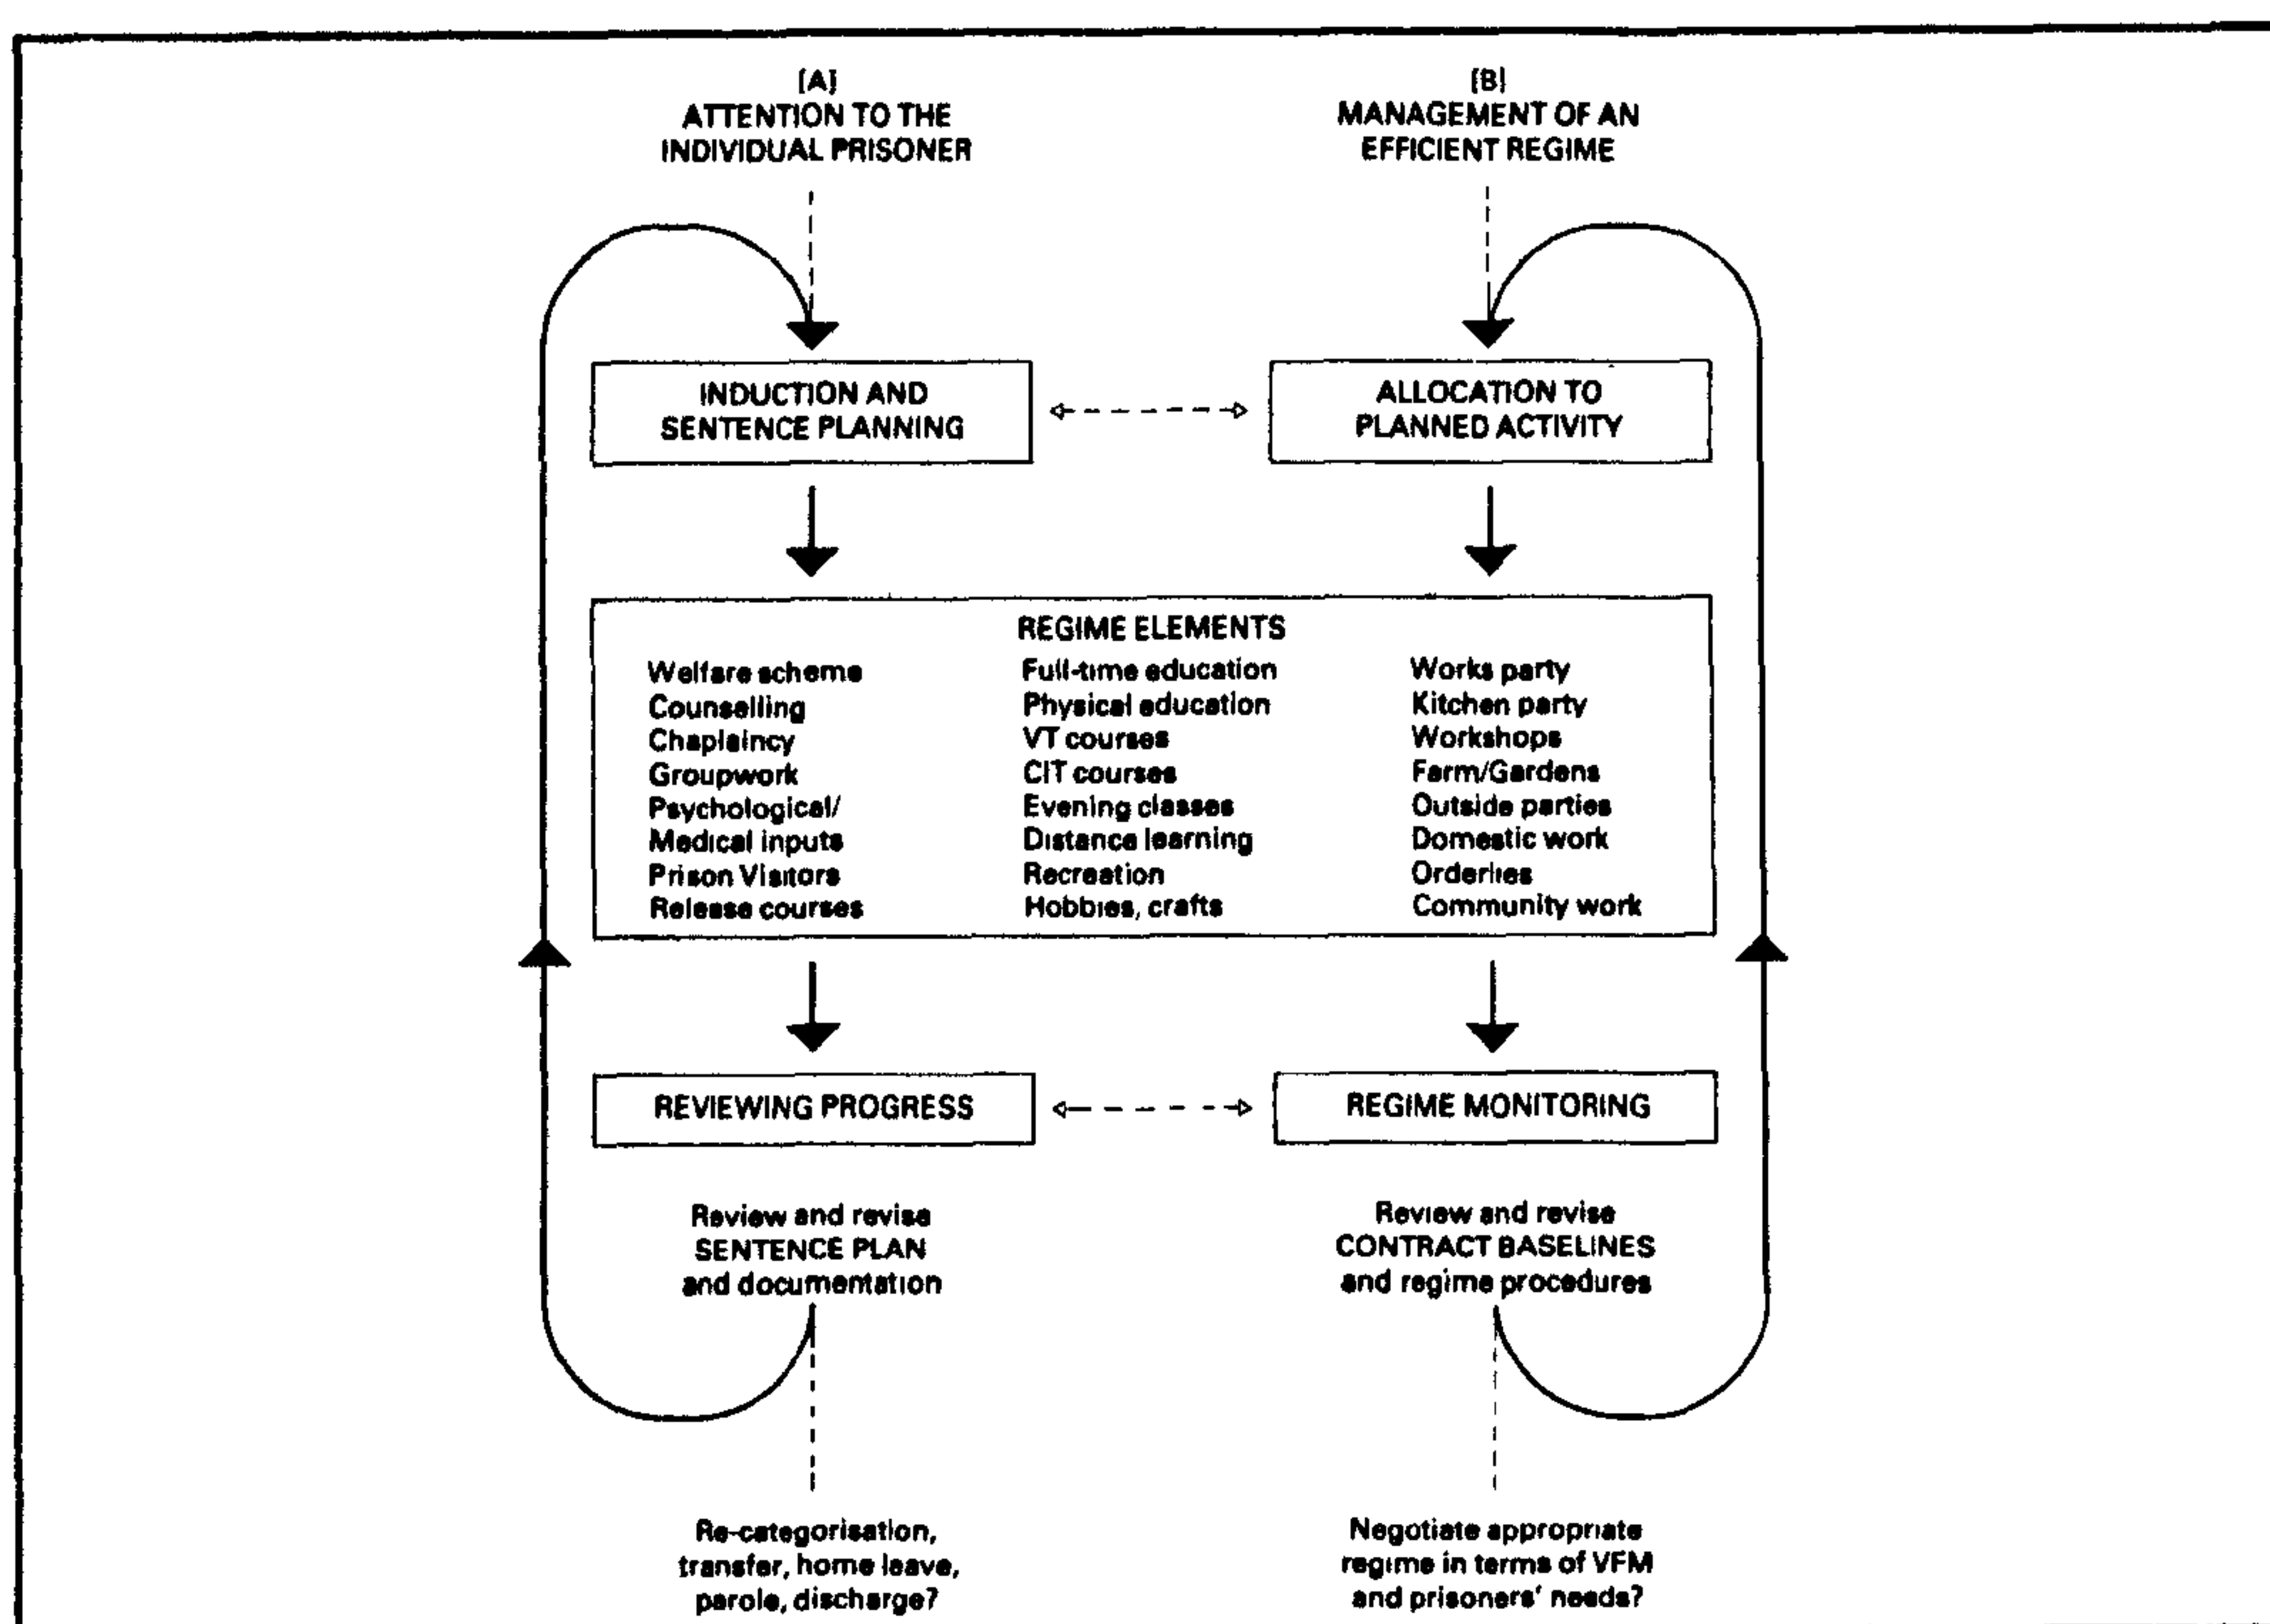 [A]
ATTENTION TO THE
INDIVIDUAL PRISONER
[B]
MANAGEMENT OF AN
EFFICIENT REGIME
INDUCTION AND
SENTENCE PLANNING
ALLOCATION TO
PLANNED ACTIVITY
REGIME ELEMENTS
Welfare scheme
Counselling
Chaplaincy
Groupwork
Psychological/
Medical inputs
Prison Visitors
Release courses
Full-time education
Physical education
VT courses
CIT courses
Evening classes
Distance learning
Recreation
Hobbies, crafts
Works party
Kitchen party
Workshops
Farm/Gardens
Outside parties
Domestic work
Orderlies
Community work
REVIEWING PROGRESS
REGIME MONITORING
Review and revise
SENTENCE PLAN
and documentation
Review and revise
CONTRACT BASELINES
and regime procedures
Re-categorisation,
transfer, home leave,
parole, discharge?
Negotiate appropriate
regime in terms of VFM
and prisoners' needs?